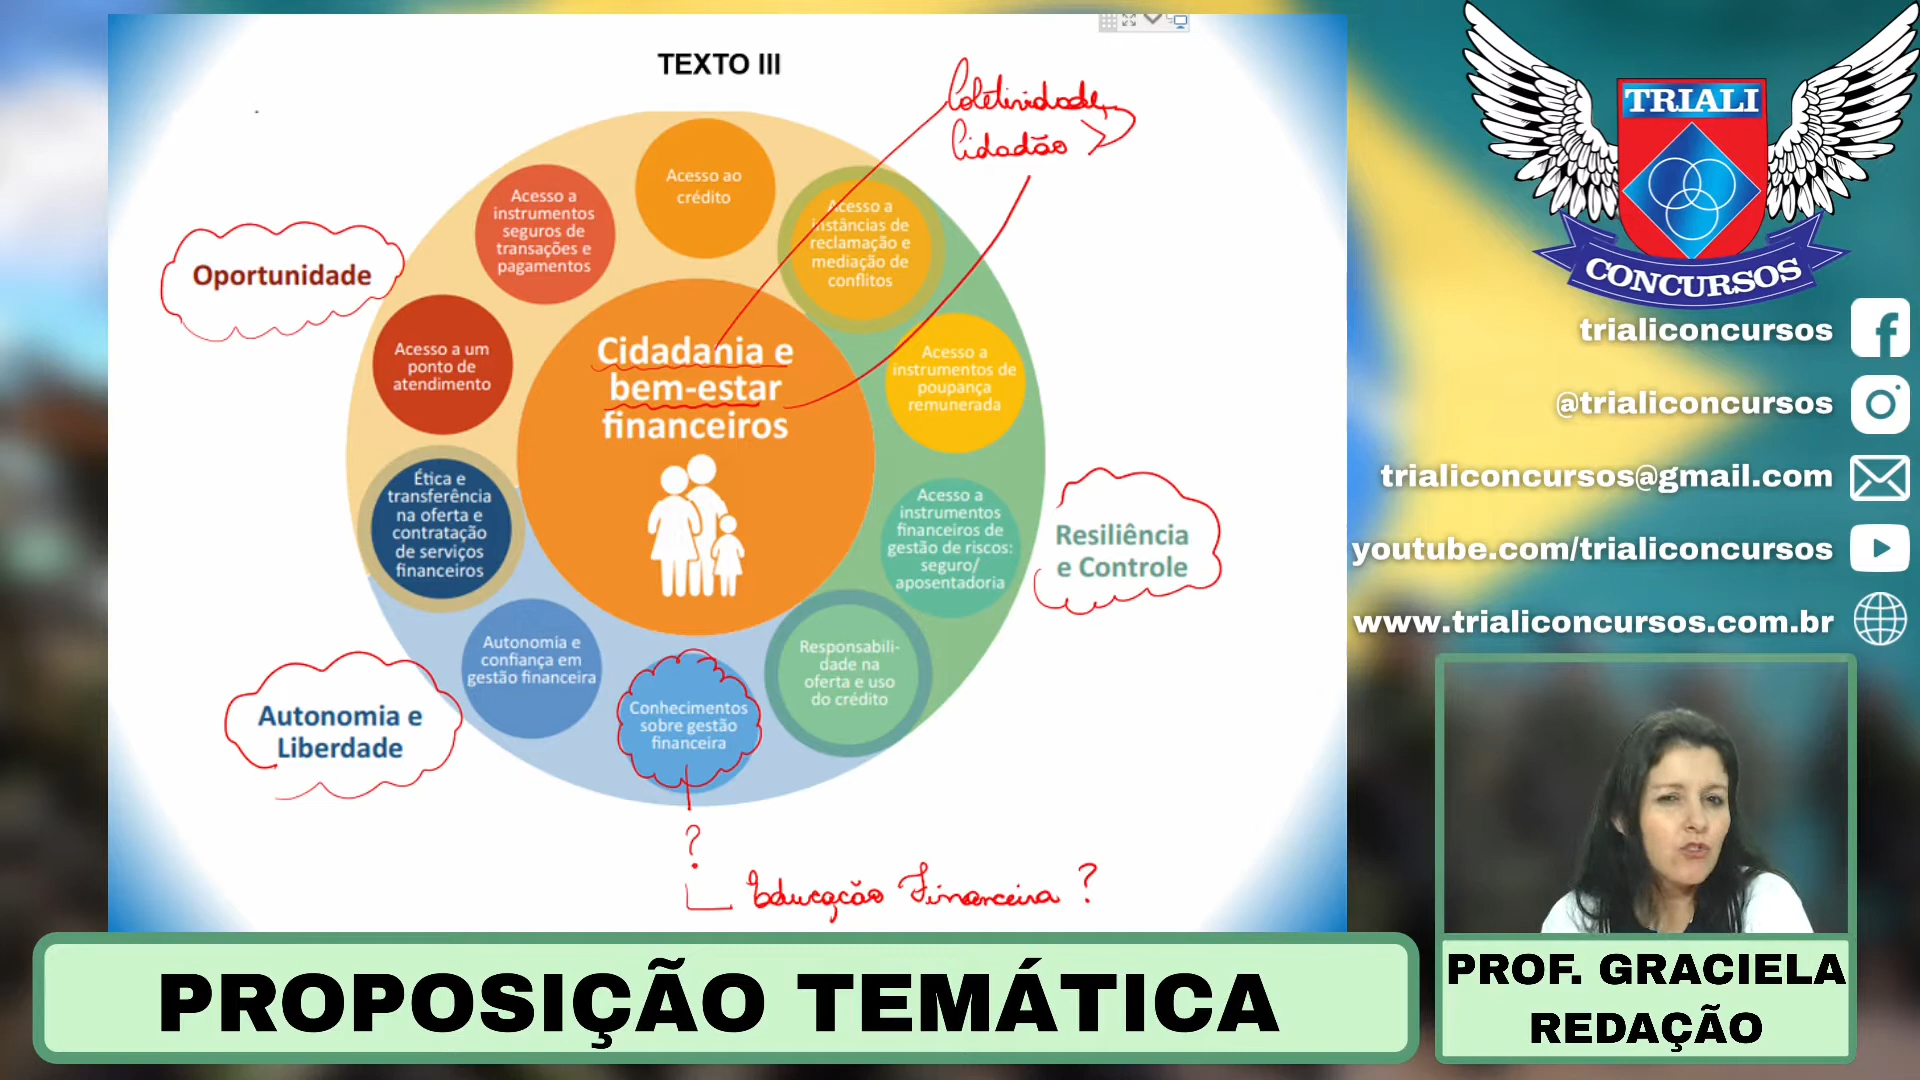 TEXTO III
Coletividade
Cidadão
Acesso ao
crédito
Acesso a
instrumentos
seguros de
transações e
pagamentos
Acesso a
instâncias de
reclamação e
mediação de
conflitos
Oportunidade
Acesso a um
ponto de
atendimento
Cidadania e
bem-estar
financeiros
Acesso a
instrumentos de
poupança
remunerada
Ética e
transferência
na oferta e
contratação
de serviços
financeiros
Acesso a
instrumentos
financeiros de
gestão de riscos:
seguro/
aposentadoria
Resiliência
e Controle
Autonomia e
confiança em
gestão financeira
Conhecimentos
sobre gestão
financeira
Responsabili-
dade na
oferta e uso
do crédito
Autonomia e
Liberdade
?
Educação Financeira ?
PROPOSIÇÃO TEMÁTICA
TRIALI
CONCURSOS
trialiconcursos
@trialiconcursos
trialiconcursos@gmail.com
youtube.com/trialiconcursos
www.trialiconcursos.com.br
PROF. GRACIELA
REDAÇÃO